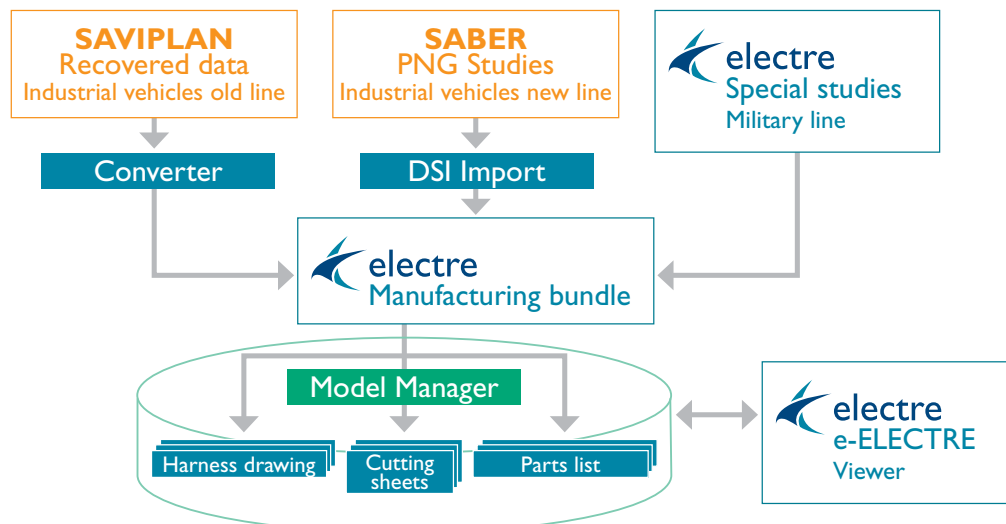 SAVIPLAN
Recovered data
Industrial vehicles old line
SABER
PNG Studies
Industrial vehicles new line
electre
Special studies
Military line
Converter
DSI Import
electre
Manufacturing bundle
Model Manager
Harness drawing
Cutting
sheets
Parts list
electre
e-ELECTRE
Viewer